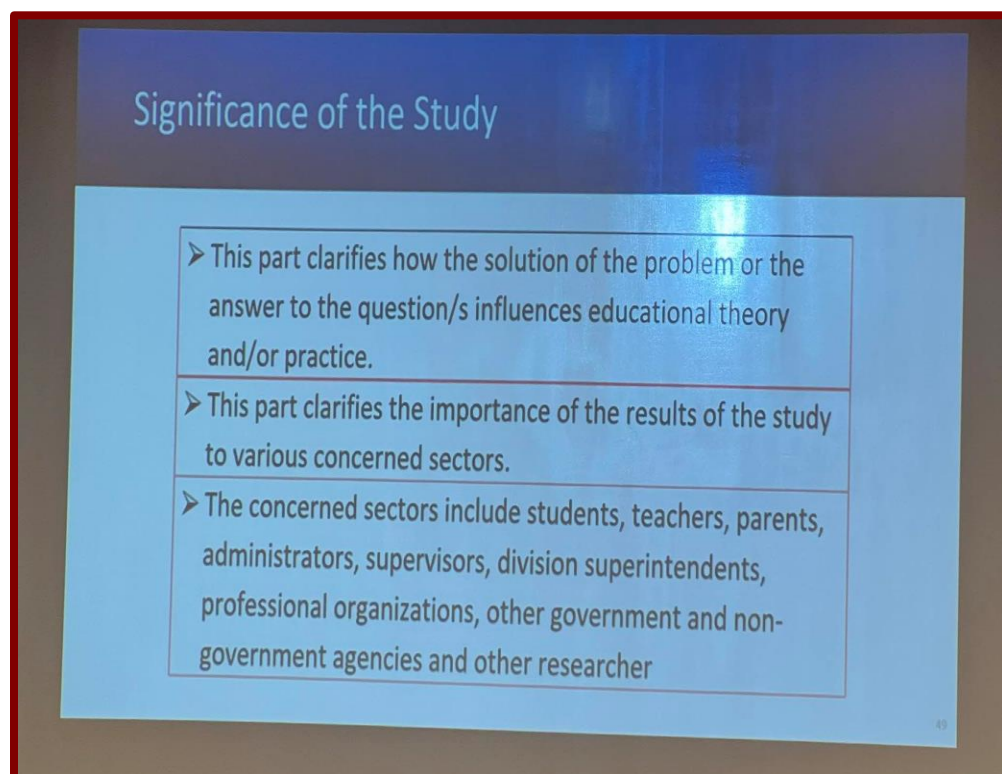 Significance of the Study
➢ This part clarifies how the solution of the problem or the
answer to the question/s influences educational theory
and/or practice.
➢ This part clarifies the importance of the results of the study
to various concerned sectors.
➢ The concerned sectors include students, teachers, parents,
administrators, supervisors, division superintendents,
professional organizations, other government and non-
government agencies and other researcher
49